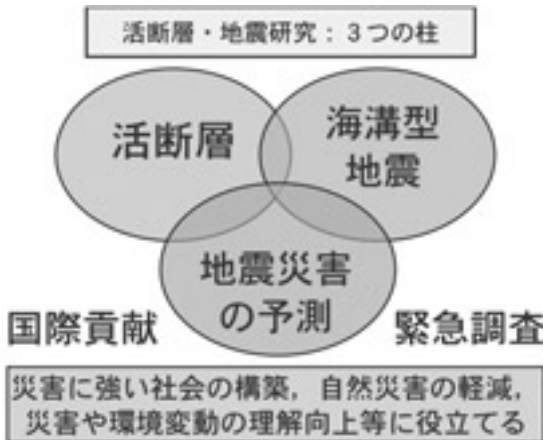 活断層・地震研究：３つの柱
活断層
海溝型
地震
地震災害
の予測
国際貢献
緊急調査
災害に強い社会の構築，自然災害の軽減，
災害や環境変動の理解向上等に役立てる